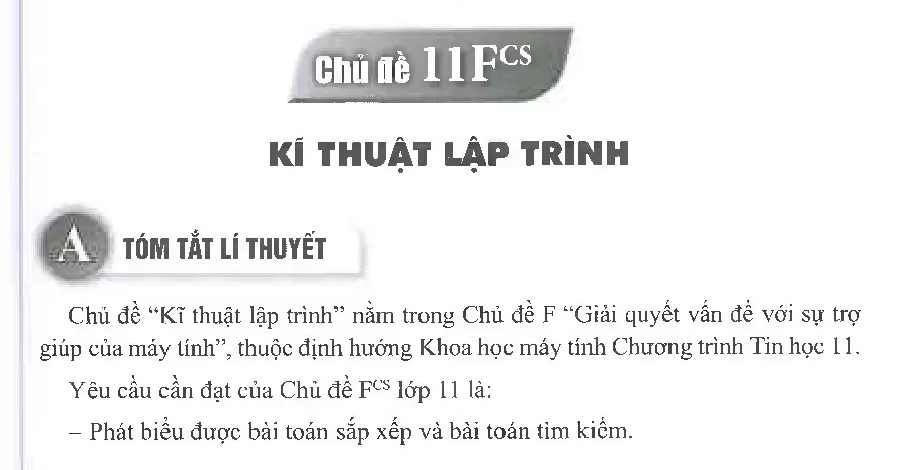 Chủ đề 11Fᶜˢ
KĨ THUẬT LẬP TRÌNH
A TÓM TẮT LÍ THUYẾT
Chủ đề “Kĩ thuật lập trình” nằm trong Chủ đề F “Giải quyết vấn đề với sự trợ
giúp của máy tính”, thuộc định hướng Khoa học máy tính Chương trình Tin học 11.
Yêu cầu cần đạt của Chủ đề Fᶜˢ lớp 11 là:
– Phát biểu được bài toán sắp xếp và bài toán tìm kiếm.